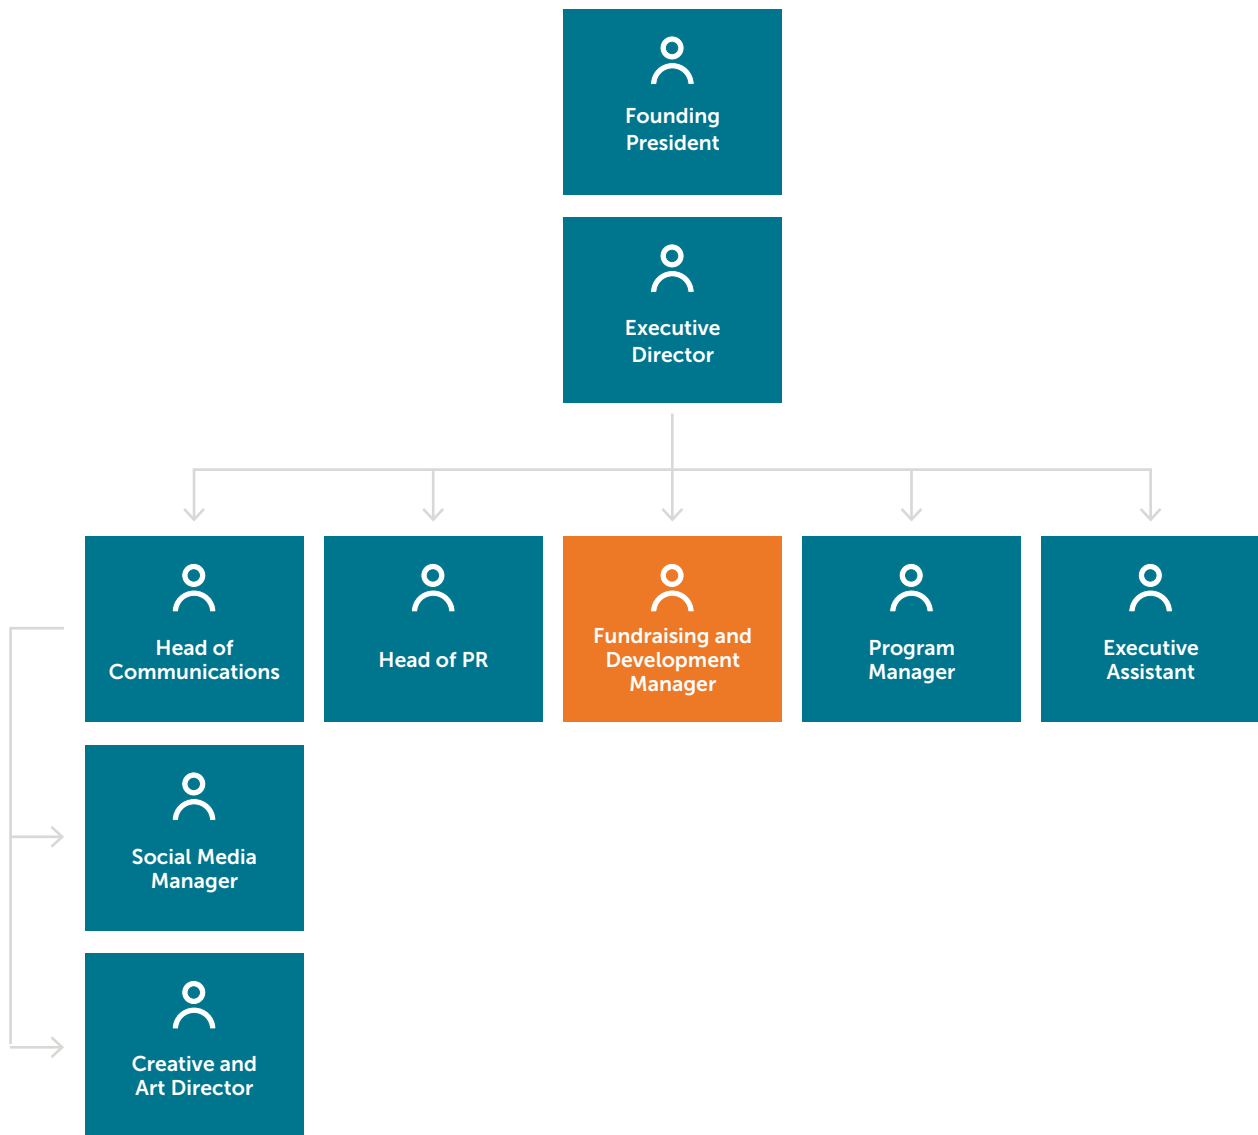 Founding
President
Executive
Director
Head of
Communications
Head of PR
Fundraising and
Development
Manager
Program
Manager
Executive
Assistant
Social Media
Manager
Creative and
Art Director